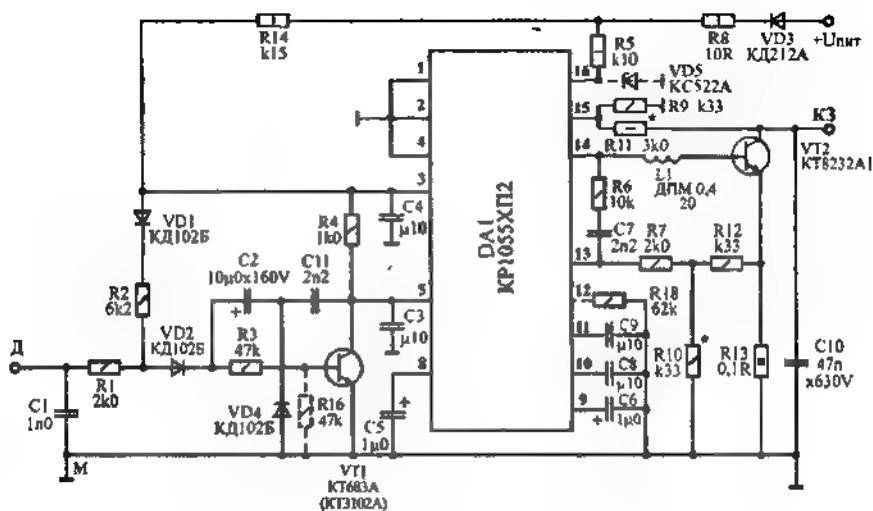 R14
k15
R5
k10
R8
10R
VD3
КД212А
+Uпит
1
16
VD5
КС522А
2
15
R9 k33
КЗ
*
R11 3k0
4
14
VT2
КТ8232А1
3
L1
ДПМ 0,4
20
DA1
КР1055ХП2
VD1
КД102Б
R4
1k0
C4
µ10
R6
10k
C7
2n2
R7
2k0
R12
k33
13
C2
10µ0x160V
C11
2n2
R2
6k2
5
12
R18
62k
VD2
КД102Б
R3
47k
C3
µ10
11
C9
µ10
Д
8
10
C8
µ10
*
R10
k33
R13
0,1R
C10
47n
x630V
R1
2k0
C1
1n0
VD4
КД102Б
R16
47k
C5
1µ0
9
C6
1µ0
М
VT1
КТ683А
(КТ3102А)